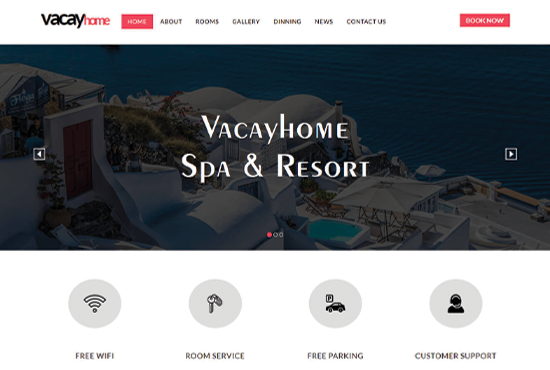 vacayhome
HOME
ABOUT
ROOMS
GALLERY
DINNING
NEWS
CONTACT US
BOOK NOW
Vacayhome
Spa & Resort
P
FREE WIFI
ROOM SERVICE
FREE PARKING
CUSTOMER SUPPORT